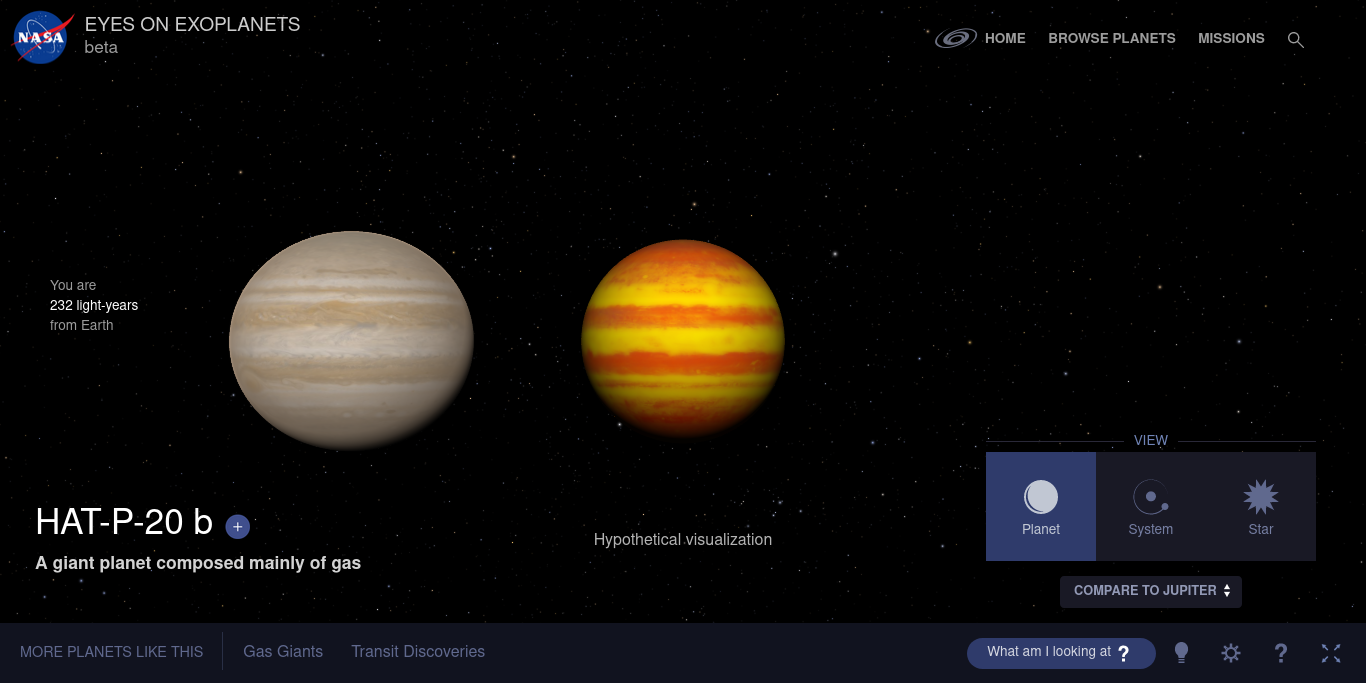 NASA
EYES ON EXOPLANETS
beta
HOME
BROWSE PLANETS
MISSIONS
You are
232 light-years
from Earth
HAT-P-20 b +
A giant planet composed mainly of gas
Hypothetical visualization
VIEW
Planet
System
Star
COMPARE TO JUPITER
MORE PLANETS LIKE THIS
Gas Giants
Transit Discoveries
What am I looking at ?
?